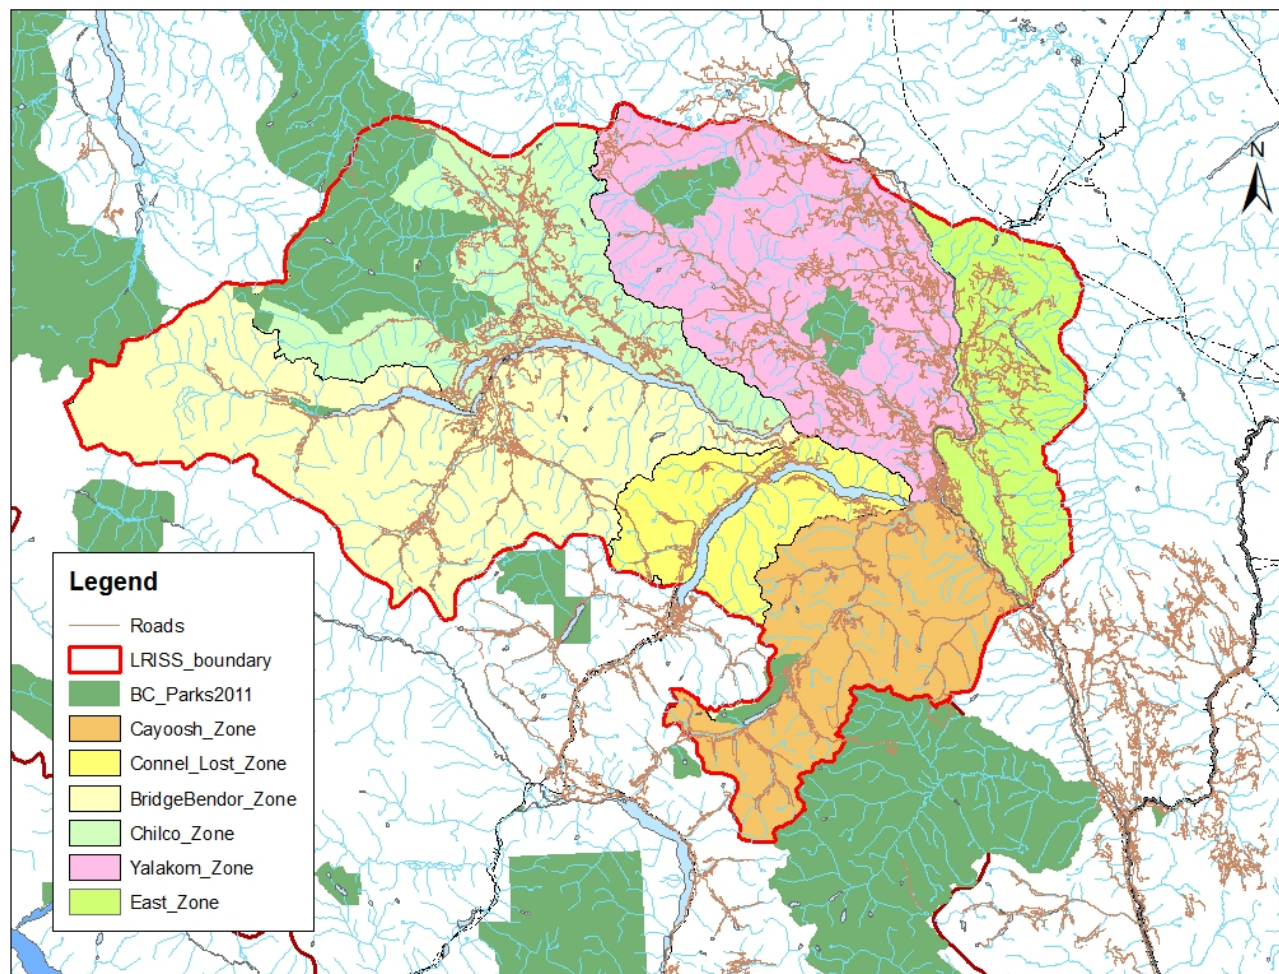 N
Legend
Roads
LRISS_boundary
BC_Parks2011
Cayoosh_Zone
Connel_Lost_Zone
BridgeBendor_Zone
Chilco_Zone
Yalakom_Zone
East_Zone